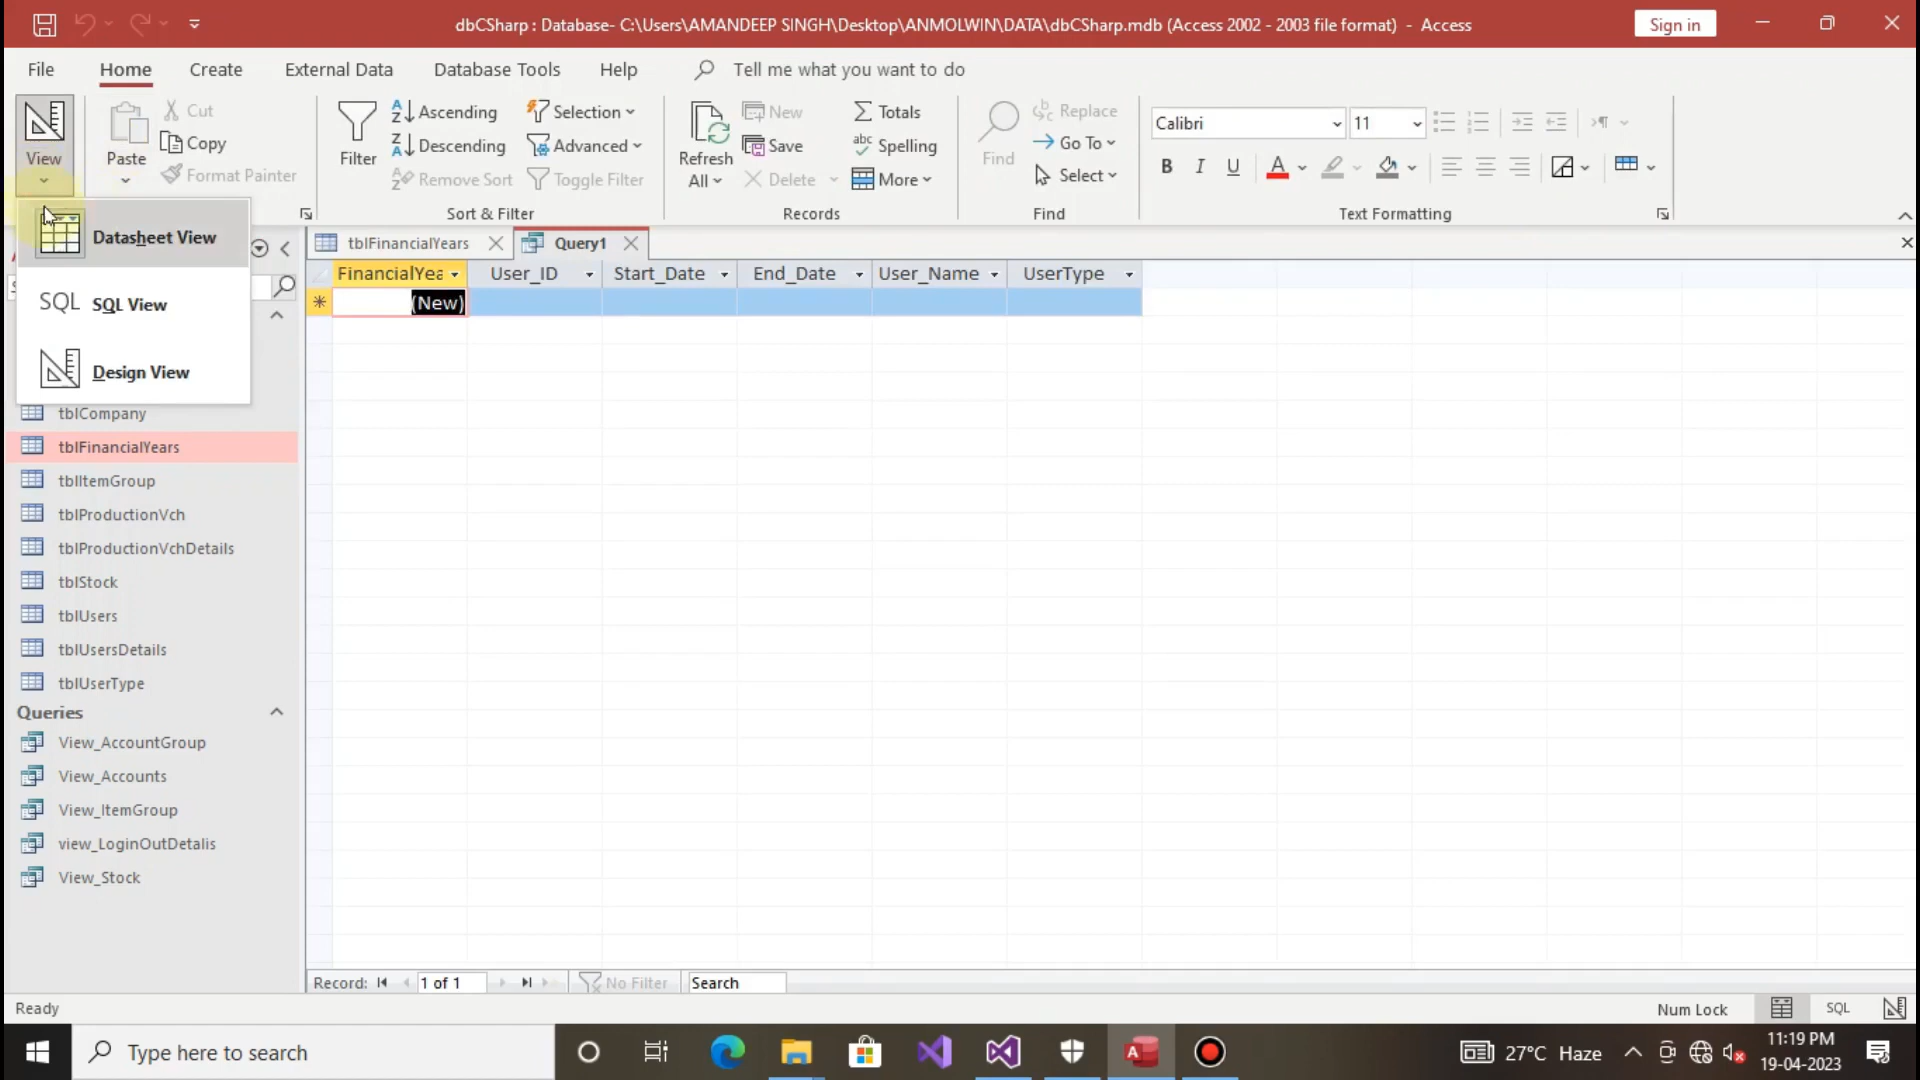 dbCSharp : Database- C:\Users\AMANDEEP SINGH\Desktop\ANMOLWIN\DATA\dbCSharp.mdb (Access 2002 - 2003 file format) - Access
Sign in
File Home Create External Data Database Tools Help Tell me what you want to do
View
Paste
Cut
Copy
Format Painter
Filter
Ascending
Descending
Remove Sort
Selection
Advanced
Toggle Filter
Sort & Filter
Refresh
All
New
Save
Delete
Totals
Spelling
More
Records
Find
Replace
Go To
Select
Find
Calibri
11
B I U A
Text Formatting
Datasheet View
SQL SQL View
Design View
tblCompany
tblFinancialYears
tblItemGroup
tblProductionVch
tblProductionVchDetails
tblStock
tblUsers
tblUsersDetails
tblUserType
Queries
View_AccountGroup
View_Accounts
View_ItemGroup
view_LoginOutDetalis
View_Stock
tblFinancialYears Query1
FinancialYea User_ID Start_Date End_Date User_Name UserType
(New)
Record: 1 of 1 No Filter Search
Ready
Num Lock SQL
Type here to search
27°C Haze
11:19 PM
19-04-2023